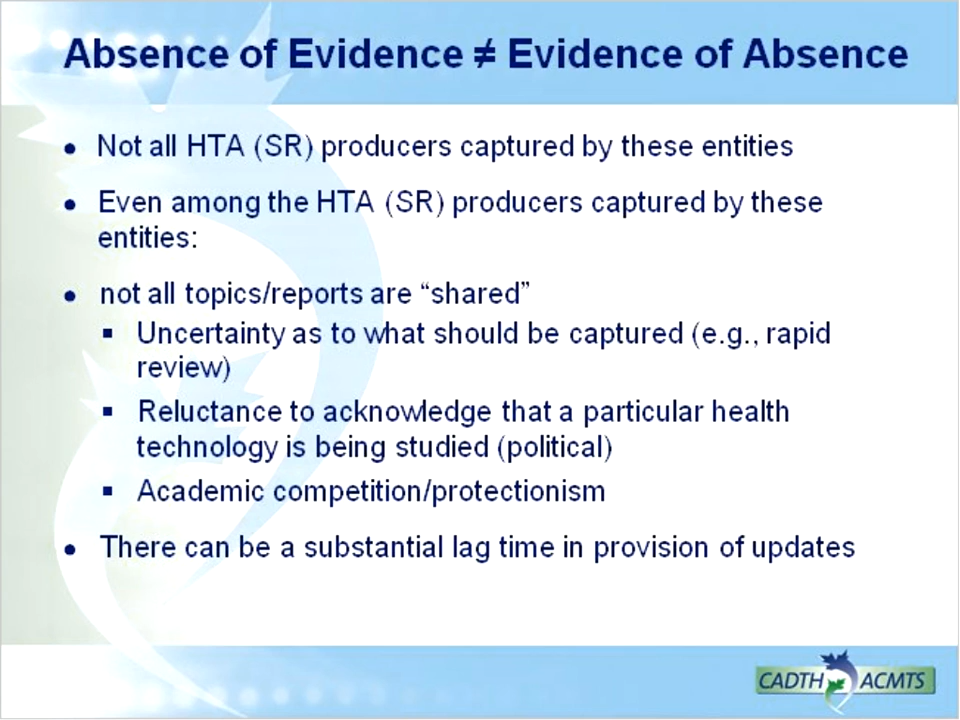 Absence of Evidence ≠ Evidence of Absence
• Not all HTA (SR) producers captured by these entities
• Even among the HTA (SR) producers captured by these
entities:
• not all topics/reports are “shared”
▪ Uncertainty as to what should be captured (e.g., rapid
review)
▪ Reluctance to acknowledge that a particular health
technology is being studied (political)
▪ Academic competition/protectionism
• There can be a substantial lag time in provision of updates
CADTH ACMTS